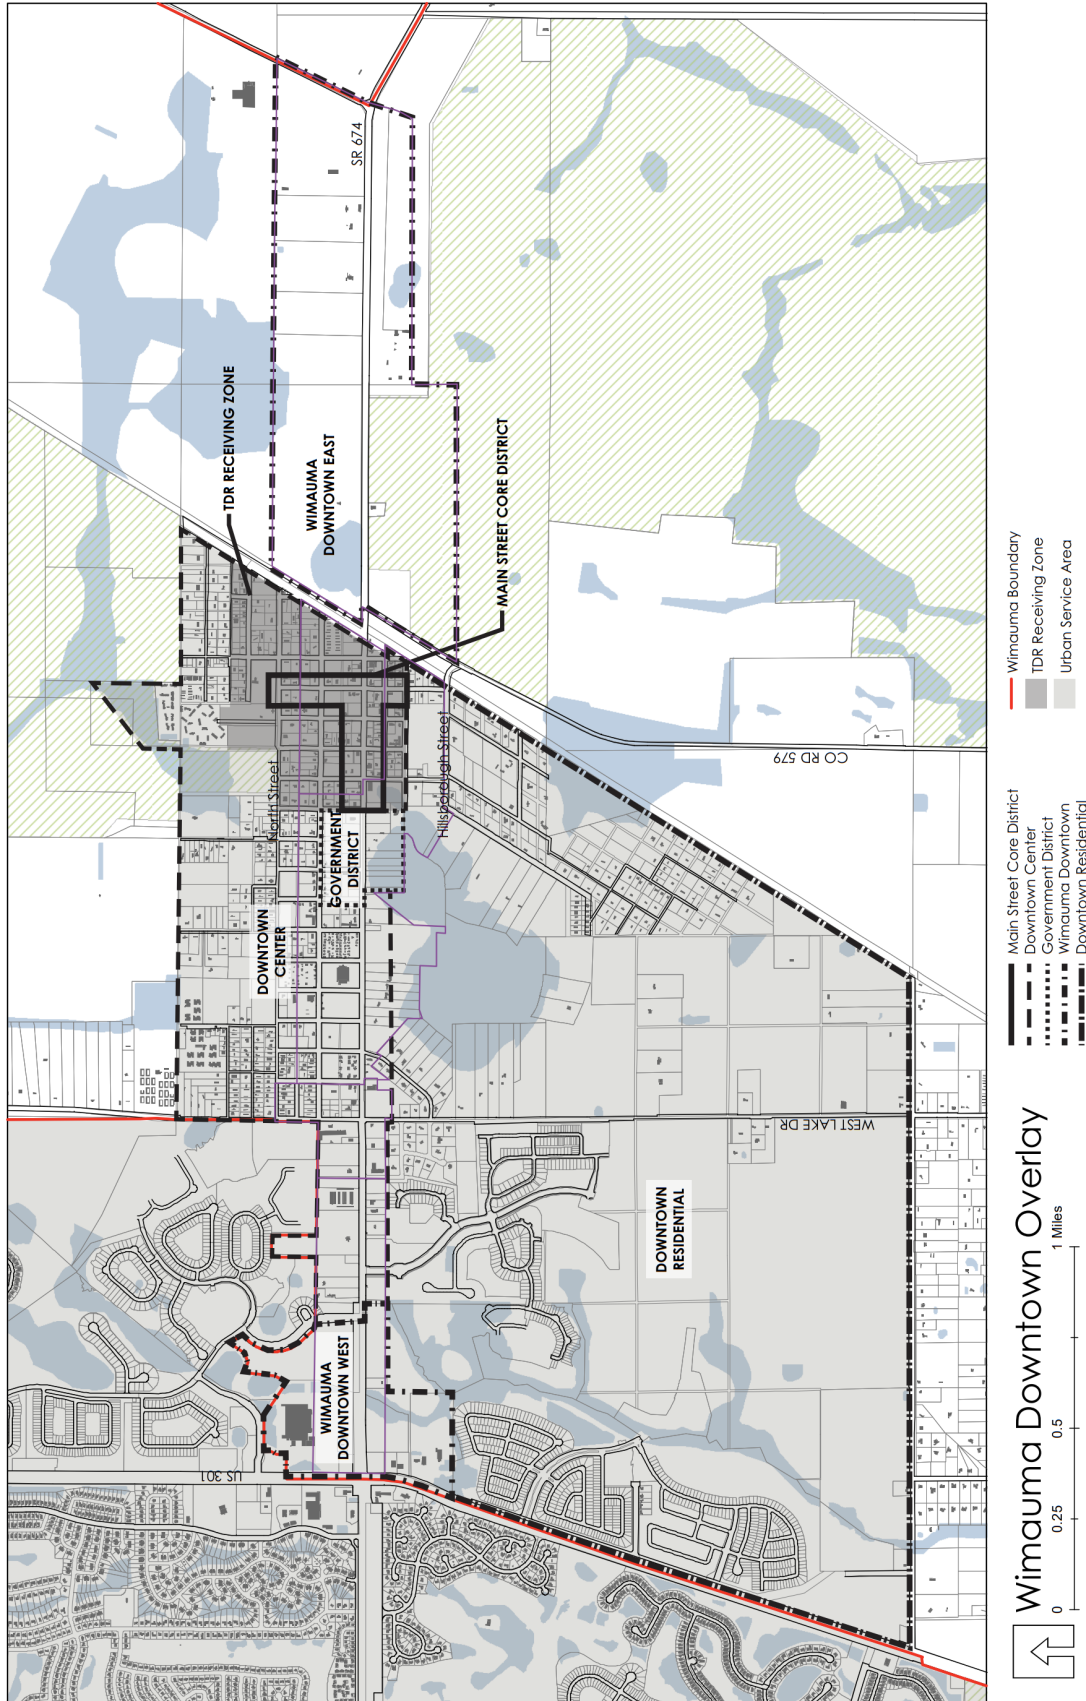 SR 674
TDR RECEIVING ZONE
WIMAUMA
DOWNTOWN EAST
MAIN STREET CORE DISTRICT
North Street
Hillsborough Street
GOVERNMENT
DISTRICT
CO RD 579
DOWNTOWN
CENTER
WEST LAKE DR
DOWNTOWN
RESIDENTIAL
WIMAUMA
DOWNTOWN WEST
US 301
Wimauma Downtown Overlay
0
0.25
0.5
1 Miles
Main Street Core District
Downtown Center
Government District
Wimauma Downtown
Downtown Residential
Wimauma Boundary
TDR Receiving Zone
Urban Service Area